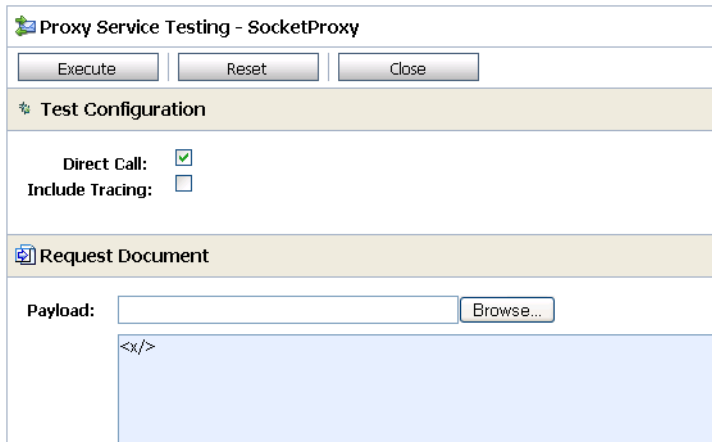 Proxy Service Testing - SocketProxy
Execute Reset Close
Test Configuration
Direct Call:
Include Tracing:
Request Document
Payload: Browse...
<x/>